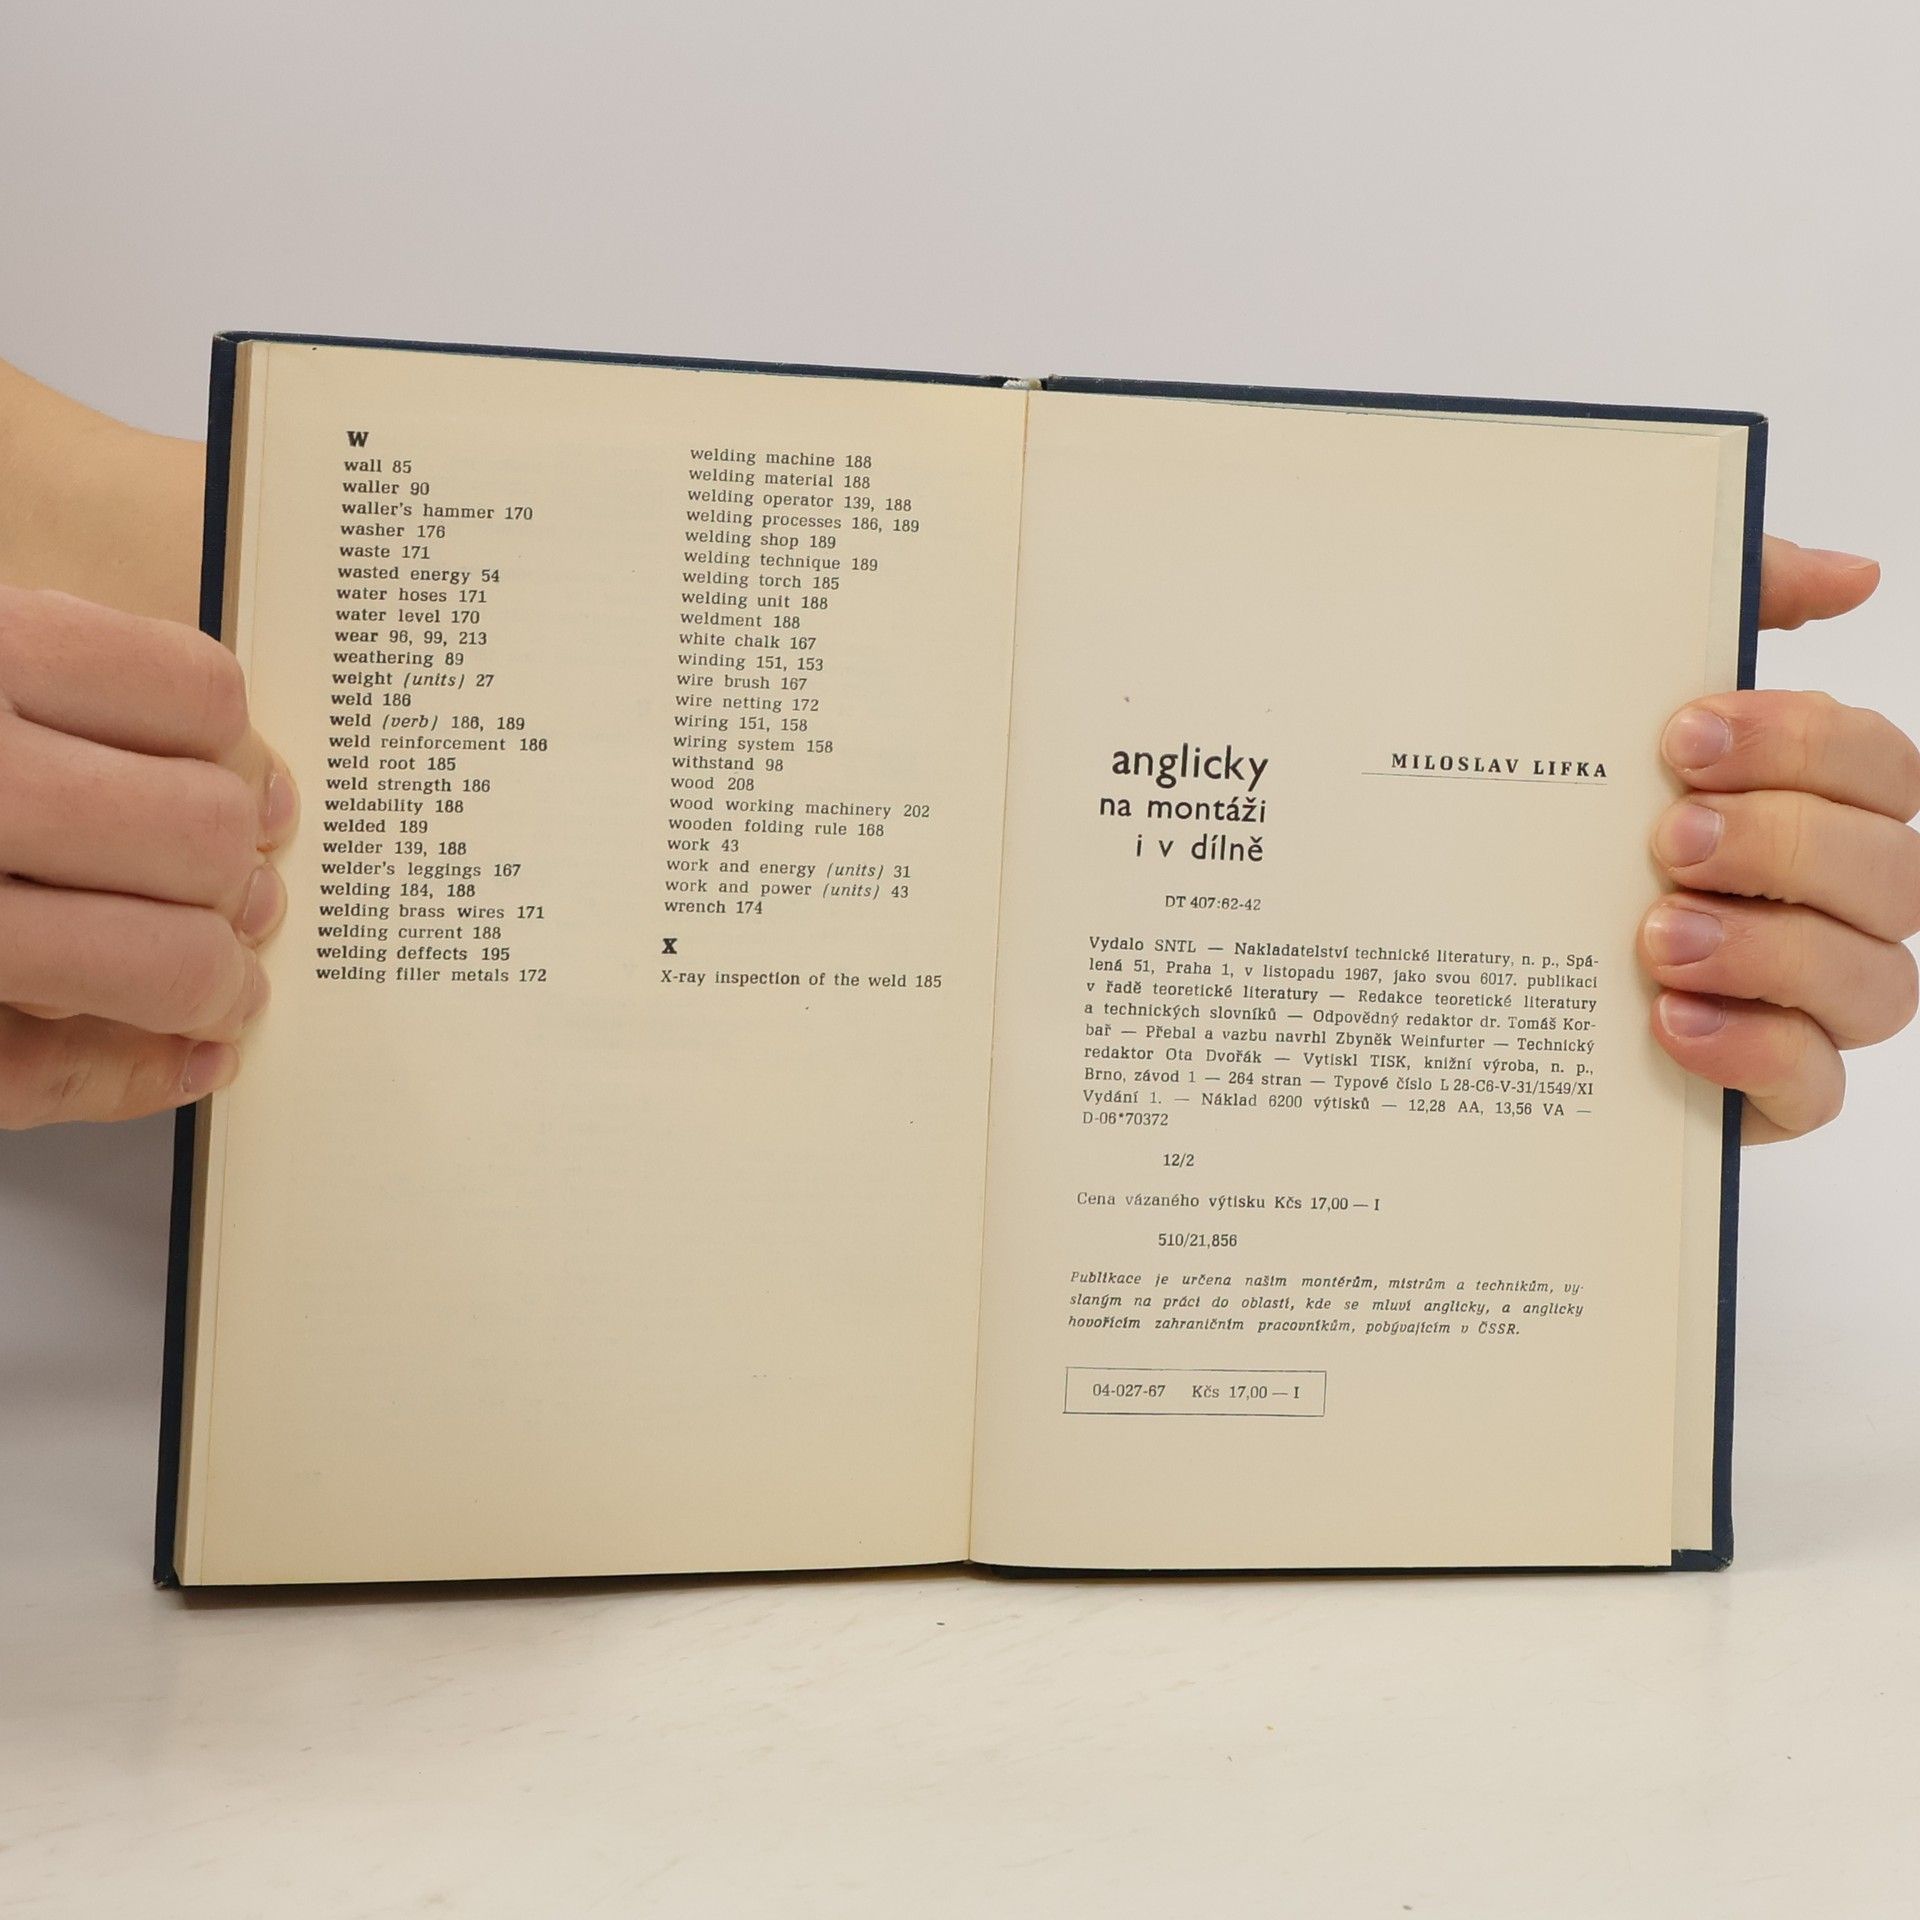 W
wall 85
waller 90
waller's hammer 170
washer 176
waste 171
wasted energy 54
water hoses 171
water level 170
wear 96, 99, 213
weathering 89
weight (units) 27
weld 186
weld (verb) 186, 189
weld reinforcement 186
weld root 185
weld strength 186
weldability 188
welded 189
welder 139, 188
welder's leggings 167
welding 184, 188
welding brass wires 171
welding current 188
welding deffects 195
welding filler metals 172
welding machine 188
welding material 188
welding operator 139, 188
welding processes 186, 189
welding shop 189
welding technique 189
welding torch 185
welding unit 188
weldment 188
white chalk 167
winding 151, 153
wire brush 167
wire netting 172
wiring 151, 158
wiring system 158
withstand 98
wood 208
wood working machinery 202
wooden folding rule 168
work 43
work and energy (units) 31
work and power (units) 43
wrench 174
X
X-ray inspection of the weld 185
anglicky
na montáži
i v dílně
MILOSLAV LIFKA
DT 407:62-42
Vydalo SNTL — Nakladatelství technické literatury, n. p., Spá-
lená 51, Praha 1, v listopadu 1967, jako svou 6017. publikaci
v řadě teoretické literatury — Redakce teoretické literatury
a technických slovníků — Odpovědný redaktor dr. Tomáš Kor-
bař — Přebal a vazbu navrhl Zbyněk Weinfurter — Technický
redaktor Ota Dvořák — Vytiskl TISK, knižní výroba, n. p.,
Brno, závod 1 — 264 stran — Typové číslo L 28-C6-V-31/1549/XI
Vydání 1. — Náklad 6200 výtisků — 12,28 AA, 13,56 VA —
D-06*70372
12/2
Cena vázaného výtisku Kčs 17,00 — I
510/21,856
Publikace je určena našim montérům, mistrům a technikům, vy-
slaným na práci do oblastí, kde se mluví anglicky, a anglicky
hovořícím zahraničním pracovníkům, pobývajícím v ČSSR.
04-027-67 Kčs 17,00 — I